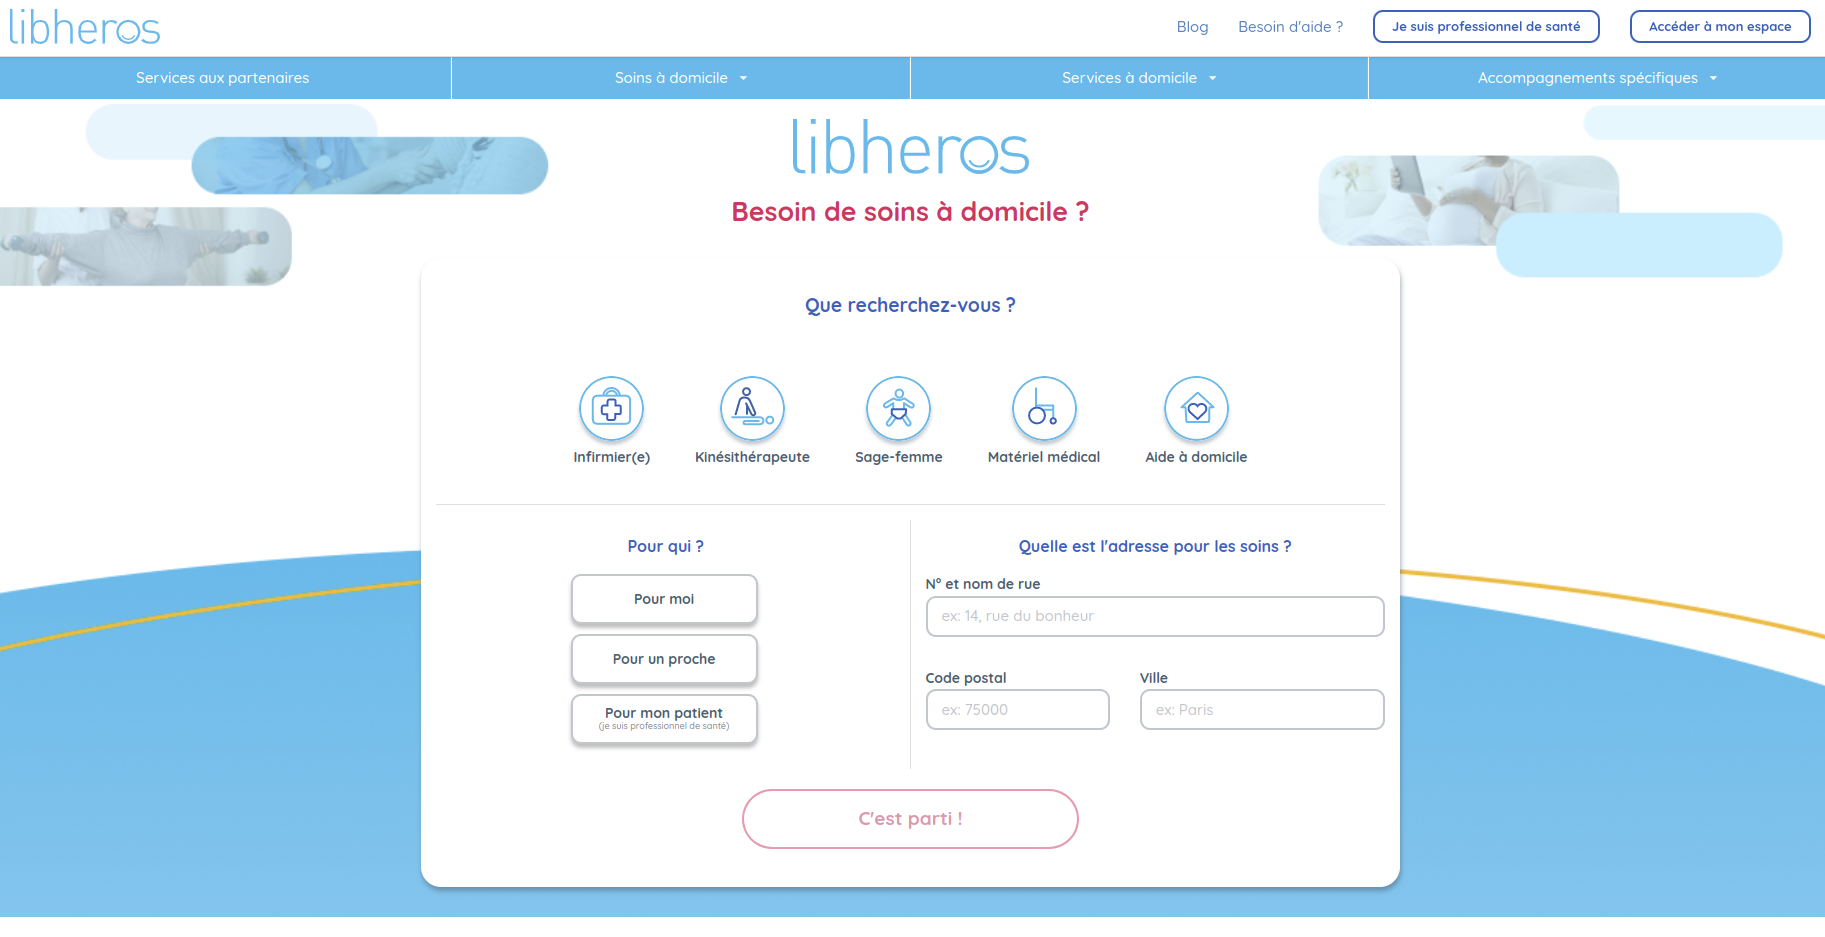 libheros
Blog
Besoin d'aide ?
Je suis professionnel de santé
Accéder à mon espace
Services aux partenaires
Soins à domicile
Services à domicile
Accompagnements spécifiques
libheros
Besoin de soins à domicile ?
Que recherchez-vous ?
Infirmier(e)
Kinésithérapeute
Sage-femme
Matériel médical
Aide à domicile
Pour qui ?
Pour moi
Pour un proche
Pour mon patient
(je suis professionnel de santé)
Quelle est l'adresse pour les soins ?
N° et nom de rue
ex: 14, rue du bonheur
Code postal
Ville
ex: 75000
ex: Paris
C'est parti !